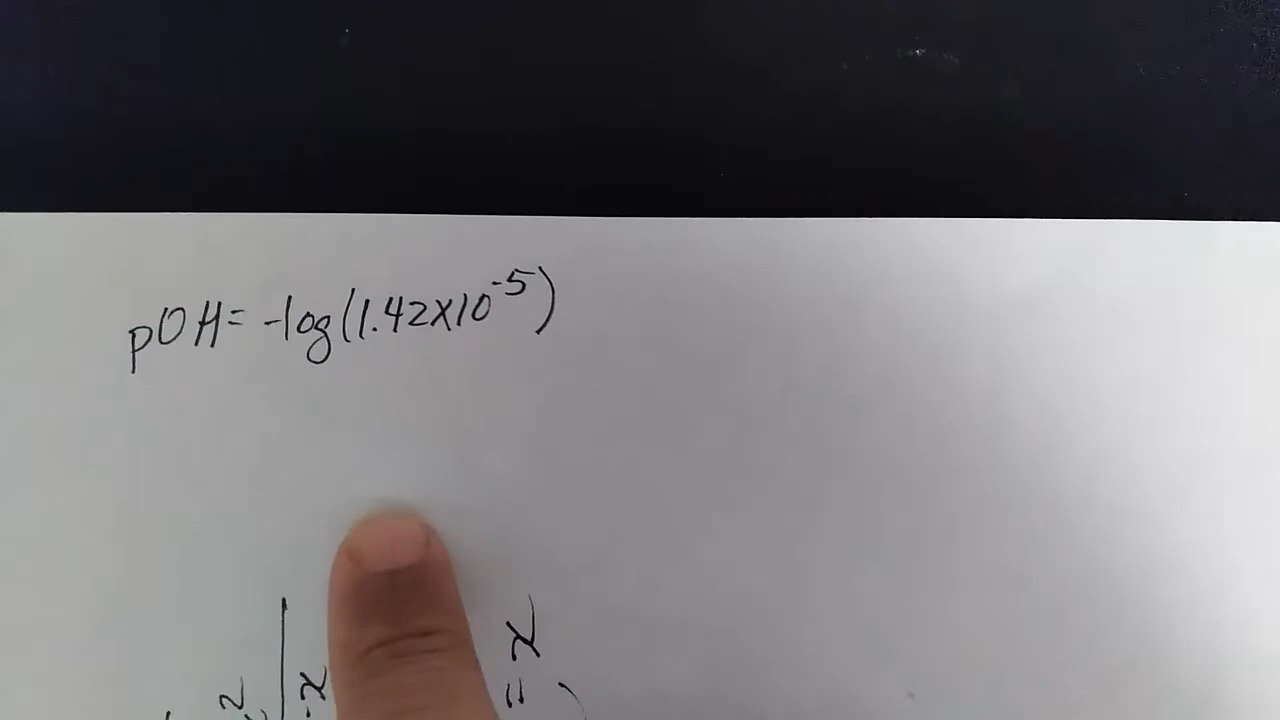 pOH= -log(1.42x10⁻⁵)
-x
= x